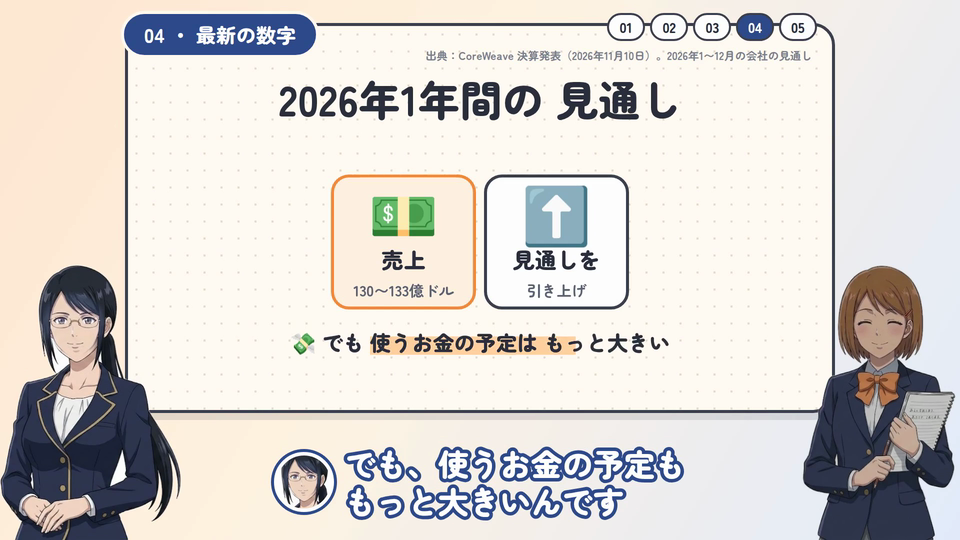 04 ・ 最新の数字
01 02 03 04 05
出典：CoreWeave 決算発表（2026年11月10日）。2026年1〜12月の会社の見通し
2026年1年間の 見通し
売上
130〜133億ドル
見通しを
引き上げ
でも 使うお金の予定は もっと大きい
でも、使うお金の予定も
もっと大きいんです